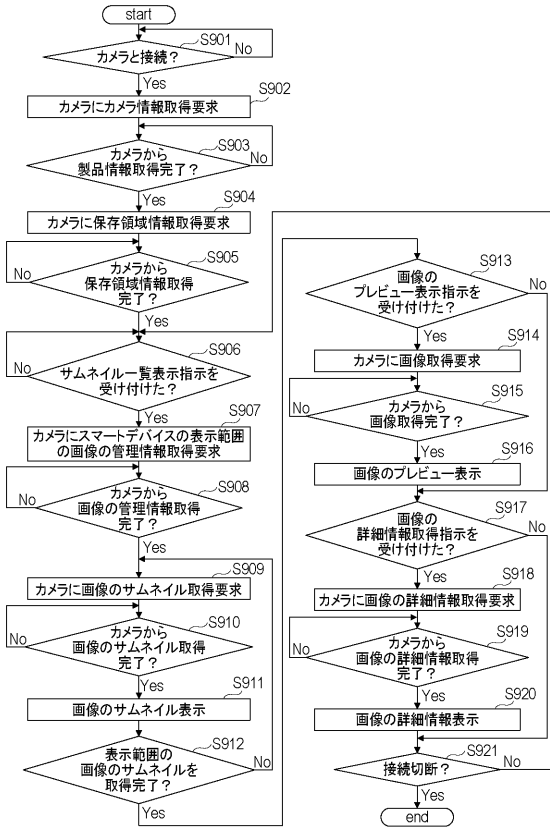 start
S901
カメラと接続？
No
Yes
S902
カメラにカメラ情報取得要求
S903
カメラから
製品情報取得完了？
No
Yes
S904
カメラに保存領域情報取得要求
S905
カメラから
保存領域情報取得
完了？
No
Yes
S906
サムネイル一覧表示指示を
受け付けた？
No
Yes
S907
カメラにスマートデバイスの表示範囲
の画像の管理情報取得要求
S908
カメラから
画像の管理情報取得
完了？
No
Yes
S909
カメラに画像のサムネイル取得要求
S910
カメラから
画像のサムネイル取得
完了？
No
Yes
S911
画像のサムネイル表示
S912
表示範囲の
画像のサムネイルを
取得完了？
No
Yes
S913
画像の
プレビュー表示指示を
受け付けた？
No
Yes
S914
カメラに画像取得要求
S915
カメラから
画像取得完了？
No
Yes
S916
画像のプレビュー表示
S917
画像の
詳細情報取得指示を
受け付けた？
No
Yes
S918
カメラに画像の詳細情報取得要求
S919
カメラから
画像の詳細情報取得
完了？
No
Yes
S920
画像の詳細情報表示
S921
接続切断？
No
Yes
end